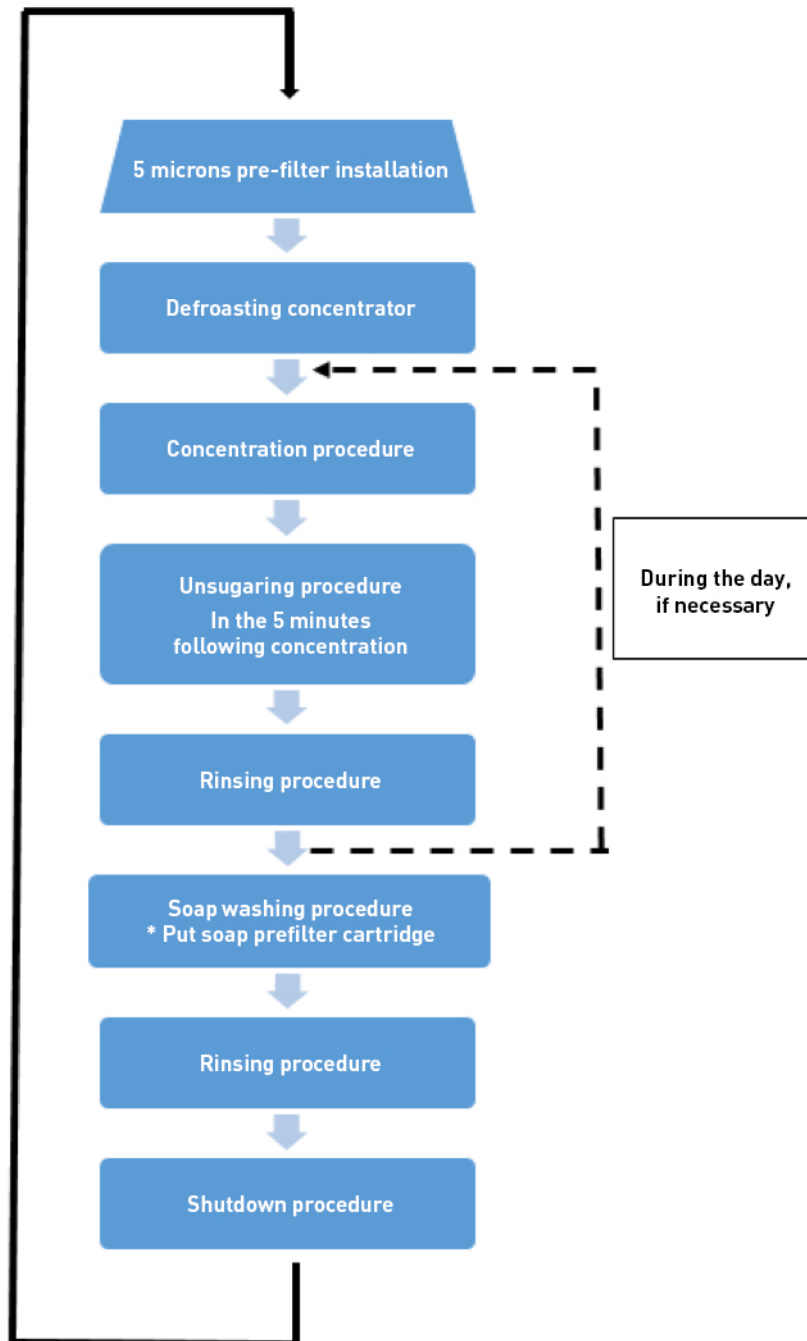 5 microns pre-filter installation
Defroasting concentrator
Concentration procedure
Unsugaring procedure
In the 5 minutes
following concentration
During the day,
if necessary
Rinsing procedure
Soap washing procedure
* Put soap prefilter cartridge
Rinsing procedure
Shutdown procedure